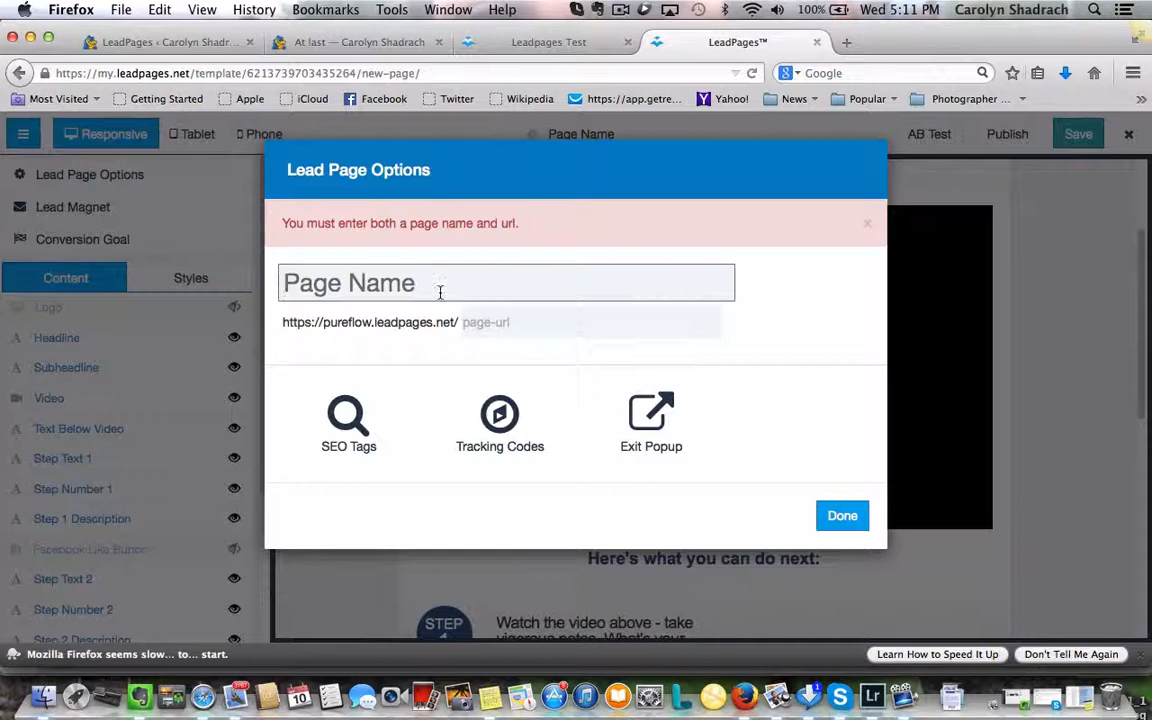 Firefox File Edit View History Bookmarks Tools Window Help 100% Wed 5:11 PM Carolyn Shadrach
LeadPages ‹ Carolyn Shadr... × At last — Carolyn Shadrach × Leadpages Test × LeadPages™ × +
https://my.leadpages.net/template/6213739703435264/new-page/ Google
Most Visited Getting Started Apple iCloud Facebook Twitter Wikipedia https://app.getre... Yahoo! News Popular Photographer ... »
Responsive Tablet Phone Page Name AB Test Publish Save ×
Lead Page Options
Lead Magnet
Conversion Goal
Content Styles
Logo
Headline
Subheadline
Video
Text Below Video
Step Text 1
Step Number 1
Step 1 Description
Facebook Like Button
Step Text 2
Step Number 2
Step 2 Description
Lead Page Options
You must enter both a page name and url. ×
Page Name
https://pureflow.leadpages.net/ page-url
SEO Tags Tracking Codes Exit Popup
Done
Here's what you can do next:
STEP
Watch the video above - take
vigorous notes. What's your
Mozilla Firefox seems slow... to... start. Learn How to Speed It Up Don't Tell Me Again ×